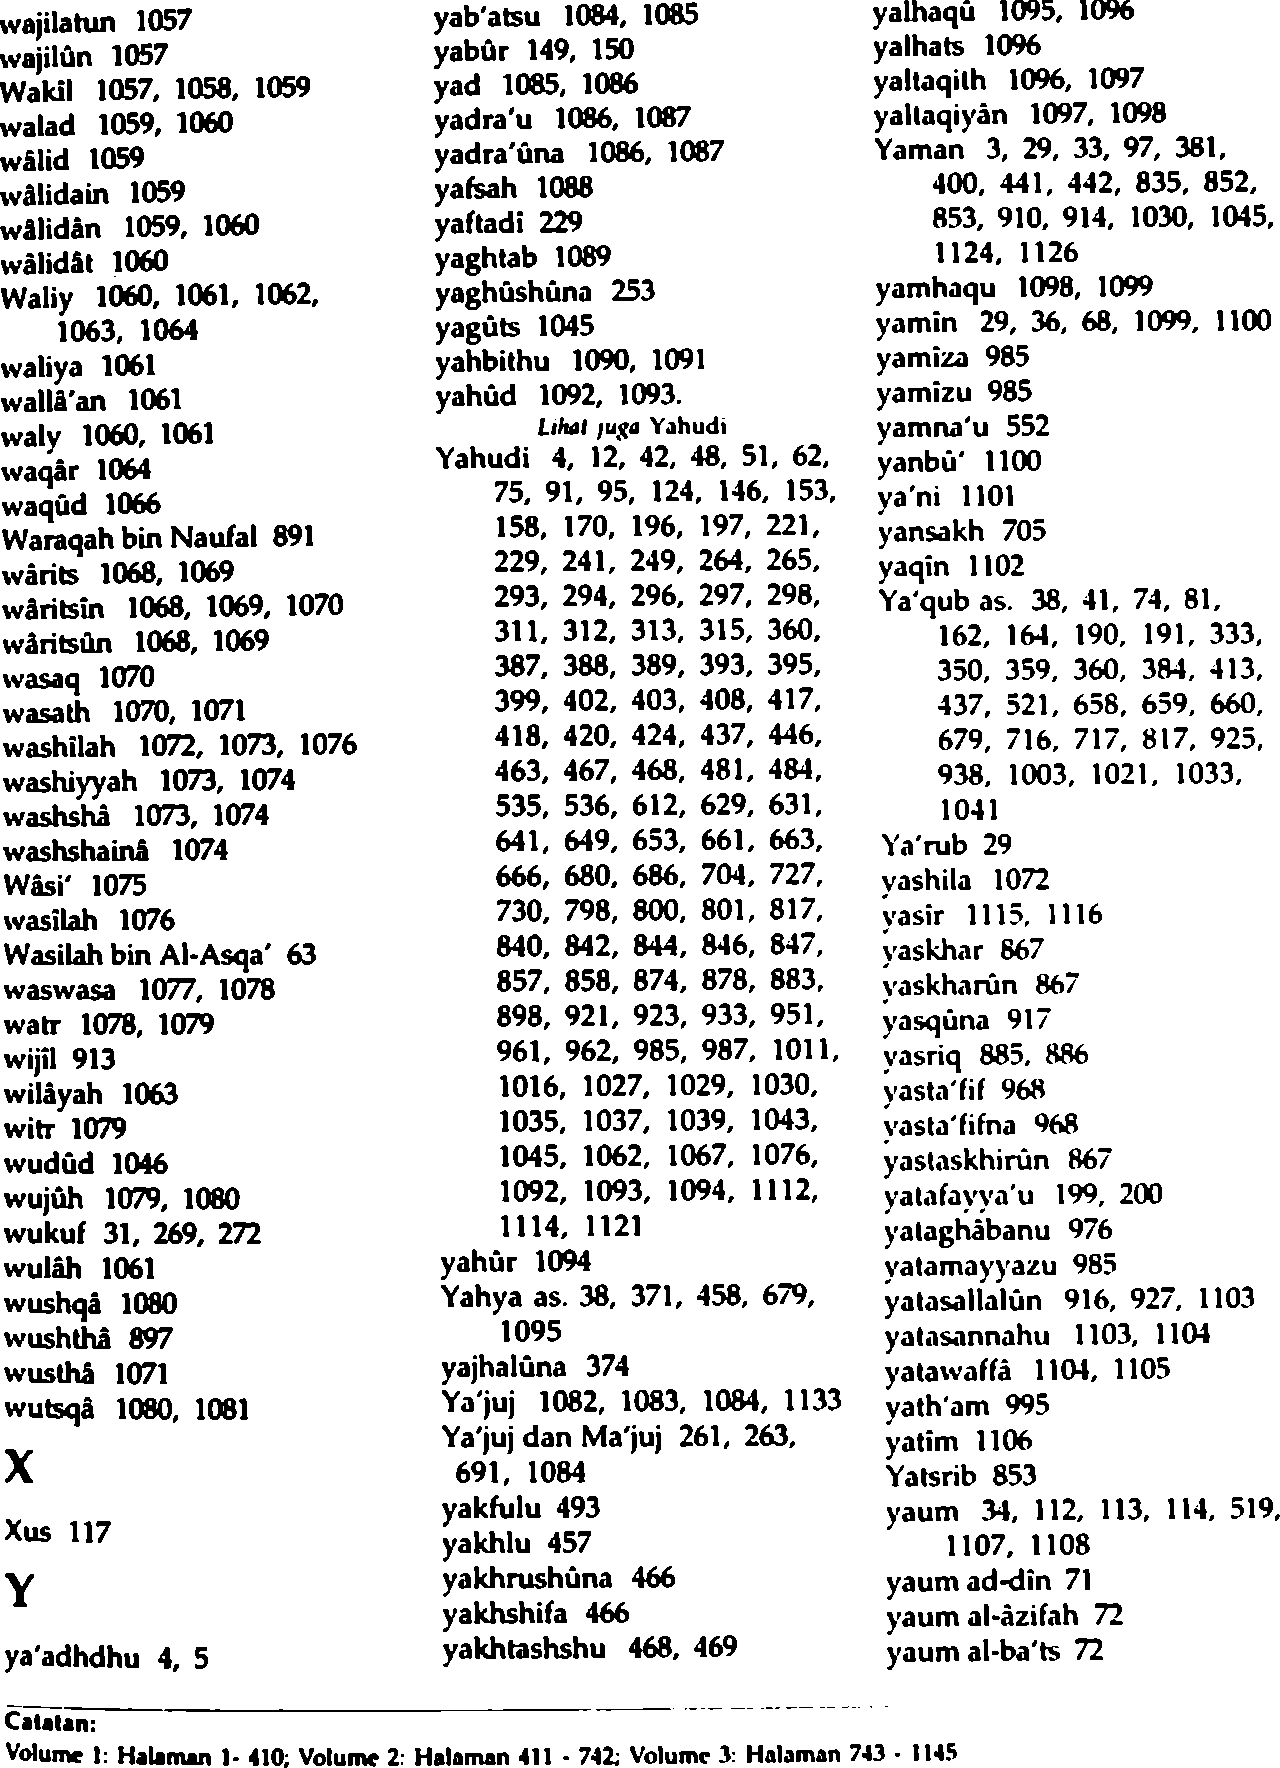 wajilatun 1057
wajilûn 1057
Wakîl 1057, 1058, 1059
walad 1059, 1060
wâlid 1059
wâlidain 1059
wâlidân 1059, 1060
wâlidât 1060
Waliy 1060, 1061, 1062,
1063, 1064
waliya 1061
wallâ'an 1061
waly 1060, 1061
waqâr 1064
waqûd 1066
Waraqah bin Naufal 891
wârits 1068, 1069
wâritsîn 1068, 1069, 1070
wâritsûn 1068, 1069
wasaq 1070
wasath 1070, 1071
washîlah 1072, 1073, 1076
washiyyah 1073, 1074
washshâ 1073, 1074
washshainâ 1074
Wâsi' 1075
wasîlah 1076
Wasilah bin Al-Asqa' 63
waswasa 1077, 1078
watr 1078, 1079
wijîl 913
wilâyah 1063
witr 1079
wudûd 1046
wujûh 1079, 1080
wukuf 31, 269, 272
wulâh 1061
wushqâ 1080
wushthâ 897
wusthâ 1071
wutsqâ 1080, 1081
X
Xus 117
Y
ya'adhdhu 4, 5
yab'atsu 1084, 1085
yabûr 149, 150
yad 1085, 1086
yadra'u 1086, 1087
yadra'ûna 1086, 1087
yafsah 1088
yaftadî 229
yaghtab 1089
yaghûshûna 253
yagûts 1045
yahbithu 1090, 1091
yahûd 1092, 1093.
Lihat juga Yahudi
Yahudi 4, 12, 42, 48, 51, 62,
75, 91, 95, 124, 146, 153,
158, 170, 196, 197, 221,
229, 241, 249, 264, 265,
293, 294, 296, 297, 298,
311, 312, 313, 315, 360,
387, 388, 389, 393, 395,
399, 402, 403, 408, 417,
418, 420, 424, 437, 446,
463, 467, 468, 481, 484,
535, 536, 612, 629, 631,
641, 649, 653, 661, 663,
666, 680, 686, 704, 727,
730, 798, 800, 801, 817,
840, 842, 844, 846, 847,
857, 858, 874, 878, 883,
898, 921, 923, 933, 951,
961, 962, 985, 987, 1011,
1016, 1027, 1029, 1030,
1035, 1037, 1039, 1043,
1045, 1062, 1067, 1076,
1092, 1093, 1094, 1112,
1114, 1121
yahûr 1094
Yahya as. 38, 371, 458, 679,
1095
yajhalûna 374
Ya'juj 1082, 1083, 1084, 1133
Ya'juj dan Ma'juj 261, 263,
691, 1084
yakfulu 493
yakhlu 457
yakhrushûna 466
yakhshifa 466
yakhtashshu 468, 469
yalhaqû 1095, 1096
yalhats 1096
yaltaqith 1096, 1097
yaltaqiyân 1097, 1098
Yaman 3, 29, 33, 97, 381,
400, 441, 442, 835, 852,
853, 910, 914, 1030, 1045,
1124, 1126
yamhaqu 1098, 1099
yamîn 29, 36, 68, 1099, 1100
yamîza 985
yamîzu 985
yamna'u 552
yanbû' 1100
ya'ni 1101
yansakh 705
yaqîn 1102
Ya'qub as. 38, 41, 74, 81,
162, 164, 190, 191, 333,
350, 359, 360, 384, 413,
437, 521, 658, 659, 660,
679, 716, 717, 817, 925,
938, 1003, 1021, 1033,
1041
Ya'rub 29
yashila 1072
yasîr 1115, 1116
yaskhar 867
yaskharûn 867
yasqûna 917
yasriq 885, 886
yasta'fif 968
yasta'fifna 968
yastaskhirûn 867
yatafayya'u 199, 200
yataghâbanu 976
yatamayyazu 985
yatasallalûn 916, 927, 1103
yatasannahu 1103, 1104
yatawaffâ 1104, 1105
yath'am 995
yatîm 1106
Yatsrib 853
yaum 34, 112, 113, 114, 519,
1107, 1108
yaum ad-dîn 71
yaum al-âzifah 72
yaum al-ba'ts 72
Catatan:
Volume 1: Halaman 1- 410; Volume 2: Halaman 411 - 742; Volume 3: Halaman 743 - 1145